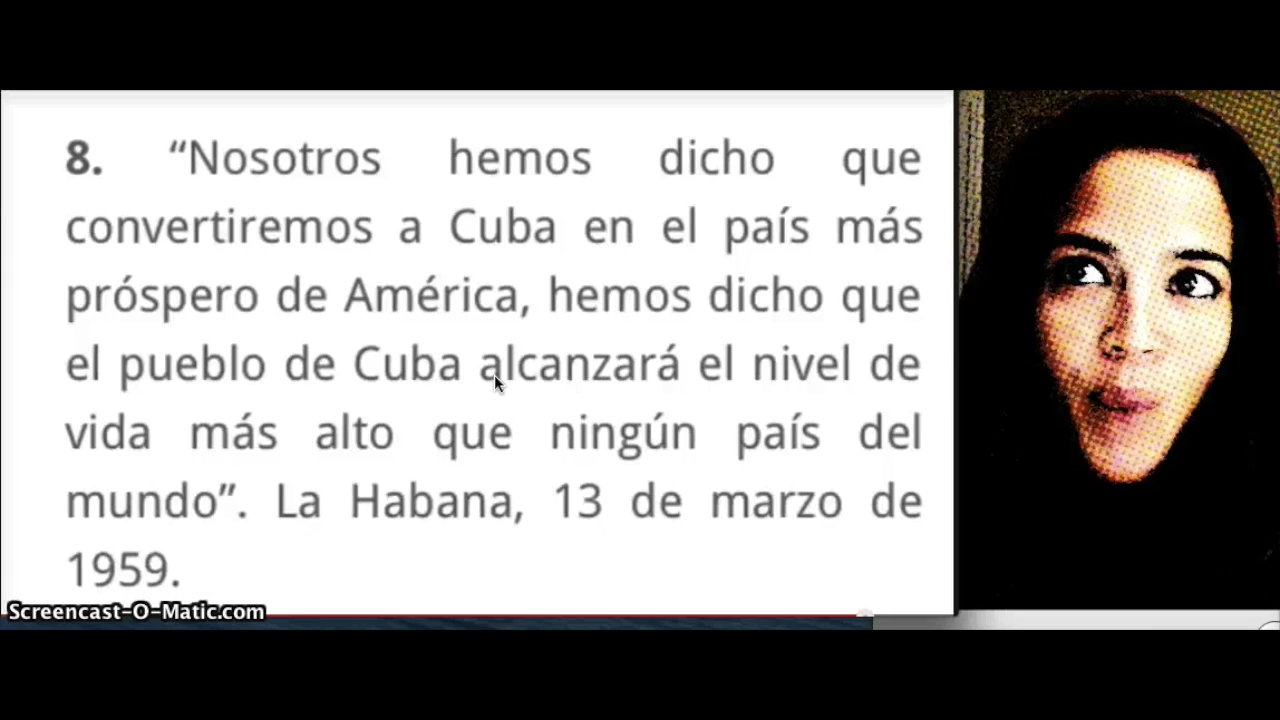 8. “Nosotros hemos dicho que
convertiremos a Cuba en el país más
próspero de América, hemos dicho que
el pueblo de Cuba alcanzará el nivel de
vida más alto que ningún país del
mundo”. La Habana, 13 de marzo de
1959.
Screencast-O-Matic.com